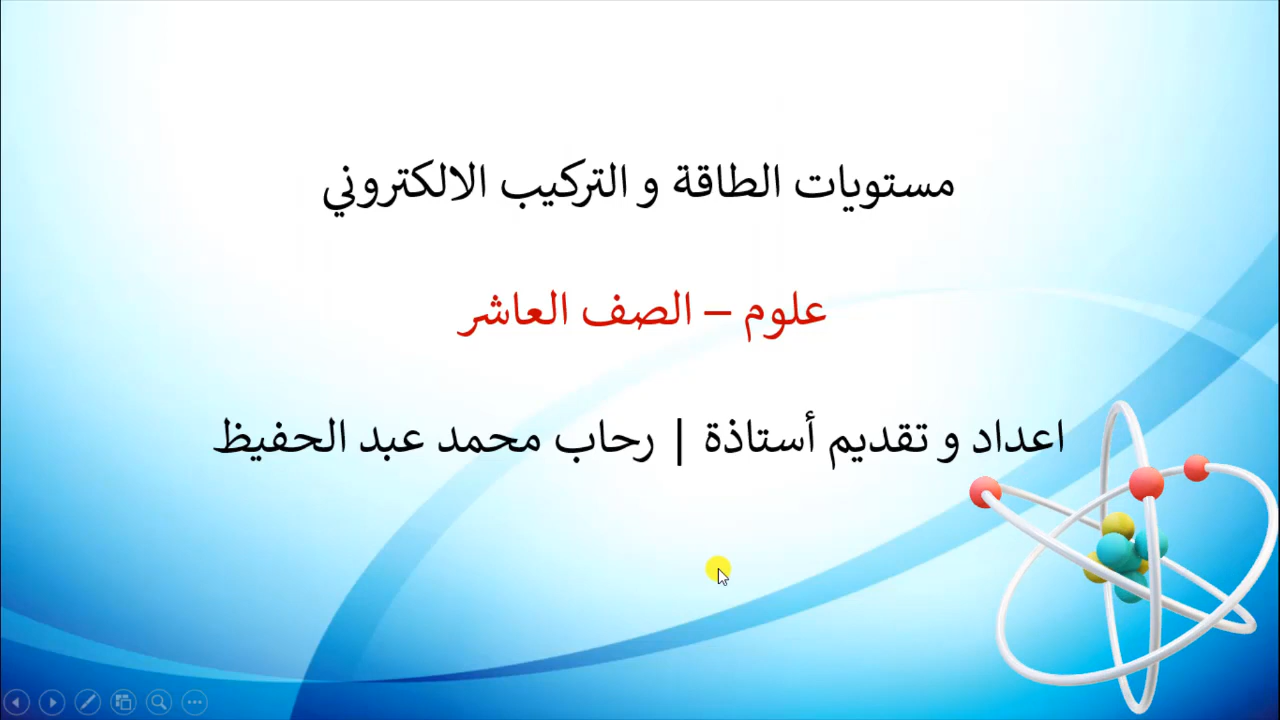 مستويات الطاقة و التركيب الالكتروني
علوم – الصف العاشر
اعداد و تقديم أستاذة | رحاب محمد عبد الحفيظ